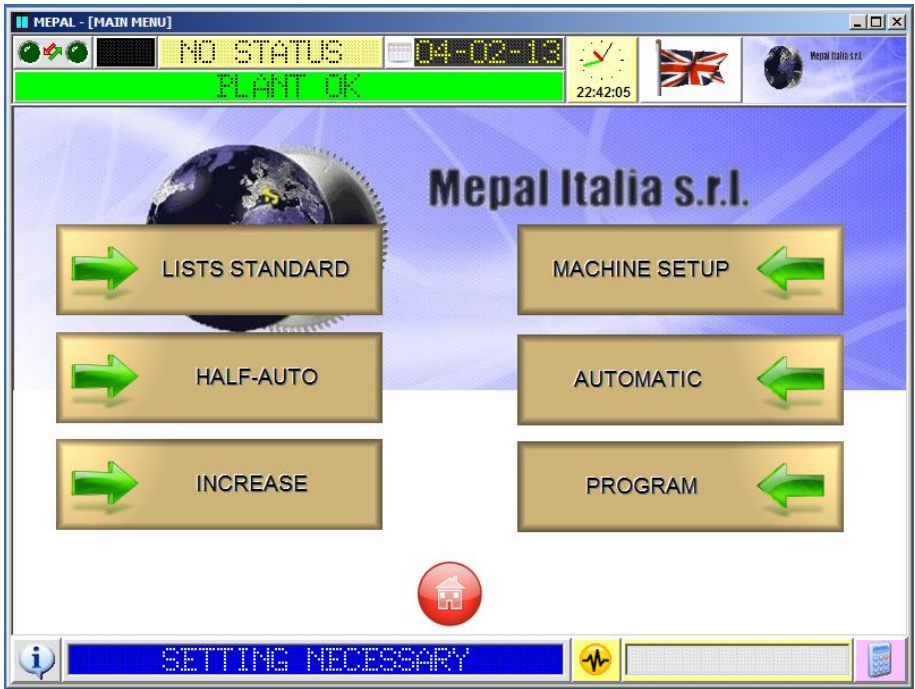 MEPAL - [MAIN MENU]
NO STATUS
04-02-13
PLANT OK
22:42:05
Mepal Italia s.r.l.
Mepal Italia s.r.l.
LISTS STANDARD
MACHINE SETUP
HALF-AUTO
AUTOMATIC
INCREASE
PROGRAM
SETTING NECESSARY